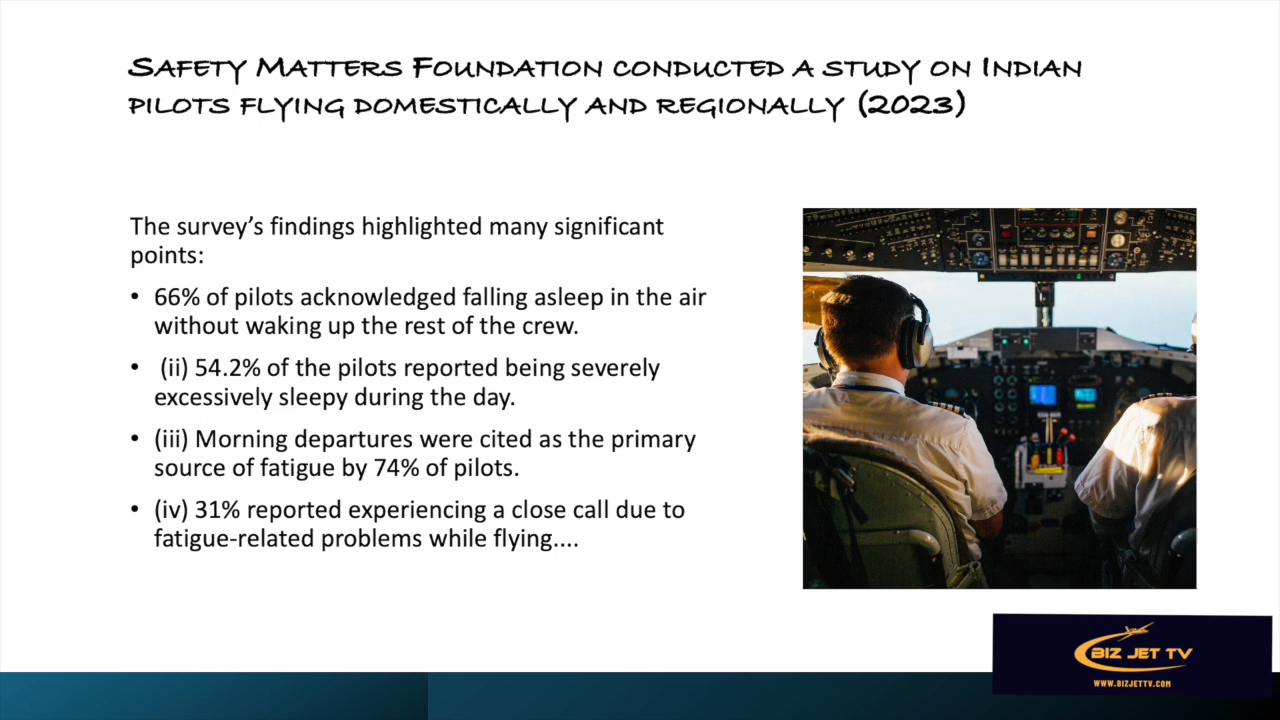 Safety Matters Foundation conducted a study on Indian
pilots flying domestically and regionally (2023)
The survey’s findings highlighted many significant
points:
• 66% of pilots acknowledged falling asleep in the air
without waking up the rest of the crew.
• (ii) 54.2% of the pilots reported being severely
excessively sleepy during the day.
• (iii) Morning departures were cited as the primary
source of fatigue by 74% of pilots.
• (iv) 31% reported experiencing a close call due to
fatigue-related problems while flying....
BIZ JET TV
WWW.BIZJETTV.COM